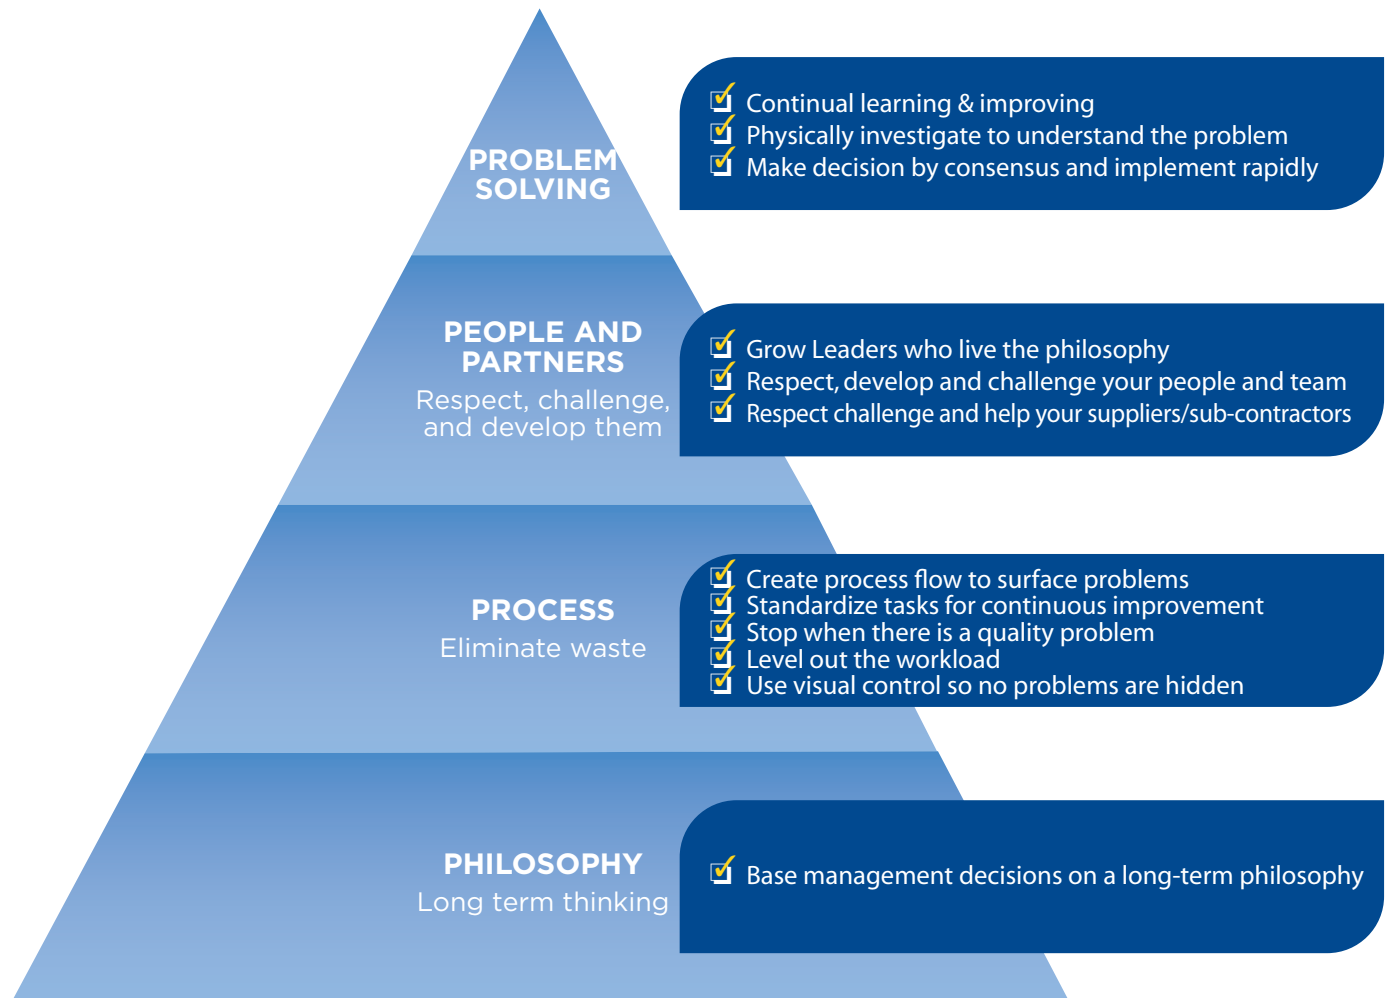 PROBLEM
SOLVING
Continual learning & improving
Physically investigate to understand the problem
Make decision by consensus and implement rapidly
PEOPLE AND
PARTNERS
Respect, challenge,
and develop them
Grow Leaders who live the philosophy
Respect, develop and challenge your people and team
Respect challenge and help your suppliers/sub-contractors
PROCESS
Eliminate waste
Create process flow to surface problems
Standardize tasks for continuous improvement
Stop when there is a quality problem
Level out the workload
Use visual control so no problems are hidden
PHILOSOPHY
Long term thinking
Base management decisions on a long-term philosophy